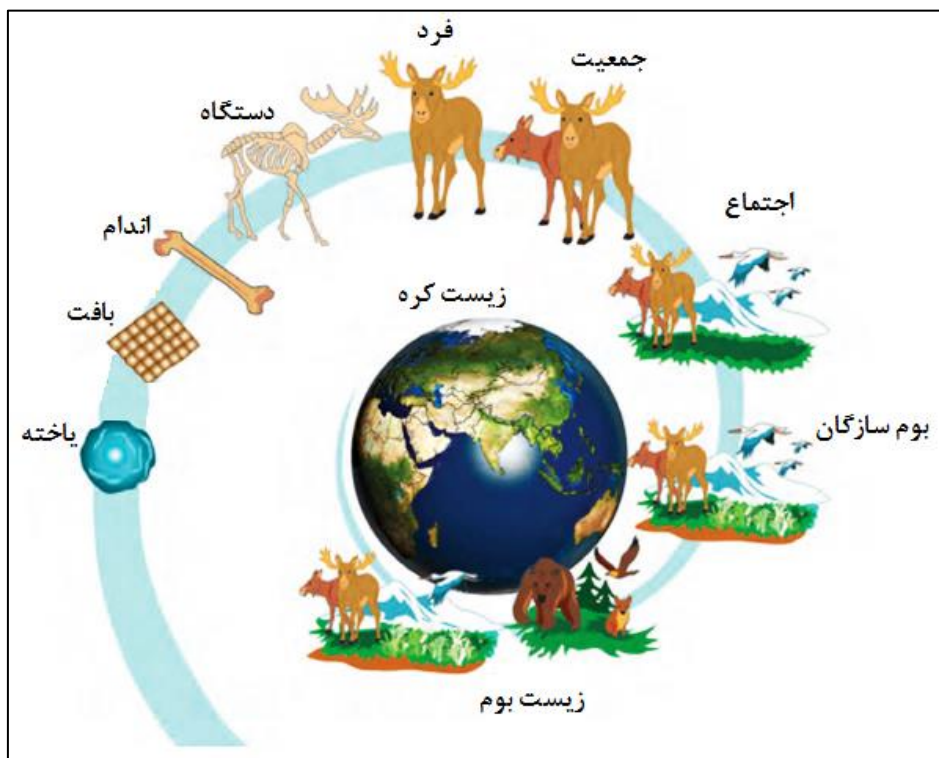 فرد
جمعیت
دستگاه
اجتماع
اندام
زیست کره
بافت
بوم سازگان
یاخته
زیست بوم